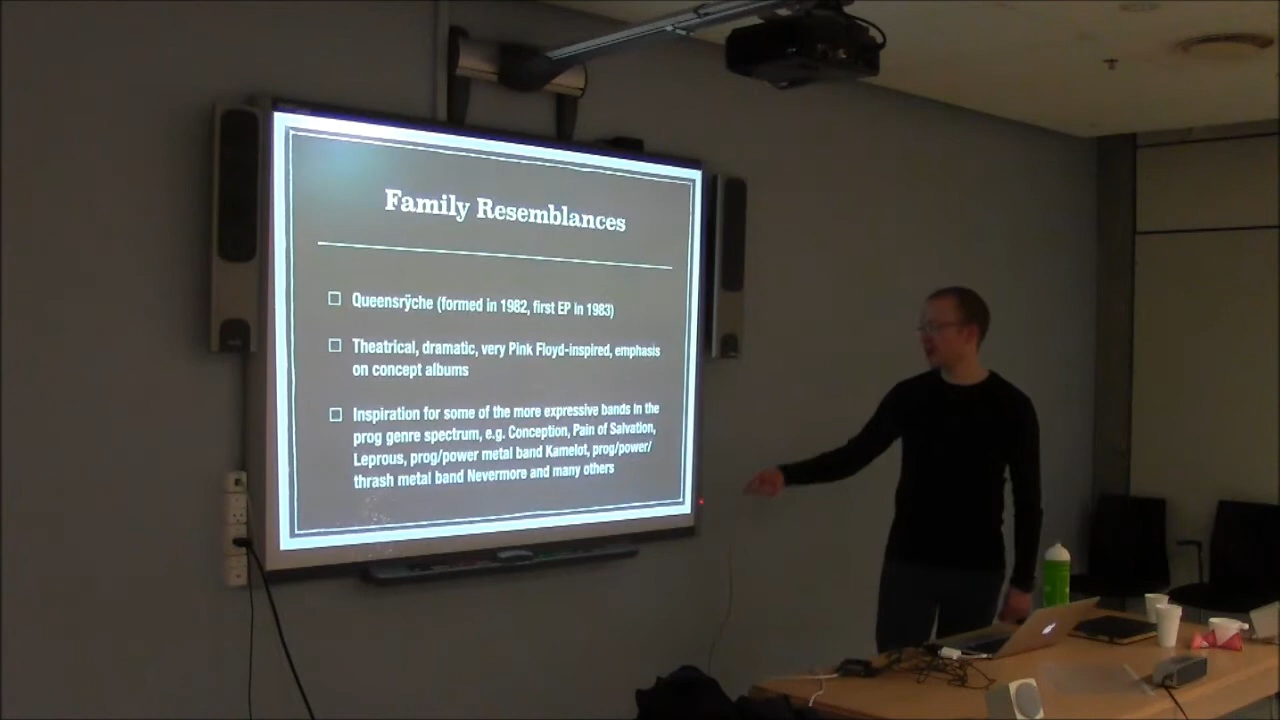 Family Resemblances
Queensrÿche (formed in 1982, first EP in 1983)
Theatrical, dramatic, very Pink Floyd-inspired, emphasis
on concept albums
Inspiration for some of the more expressive bands in the
prog genre spectrum, e.g. Conception, Pain of Salvation,
Leprous, prog/power metal band Kamelot, prog/power/
thrash metal band Nevermore and many others